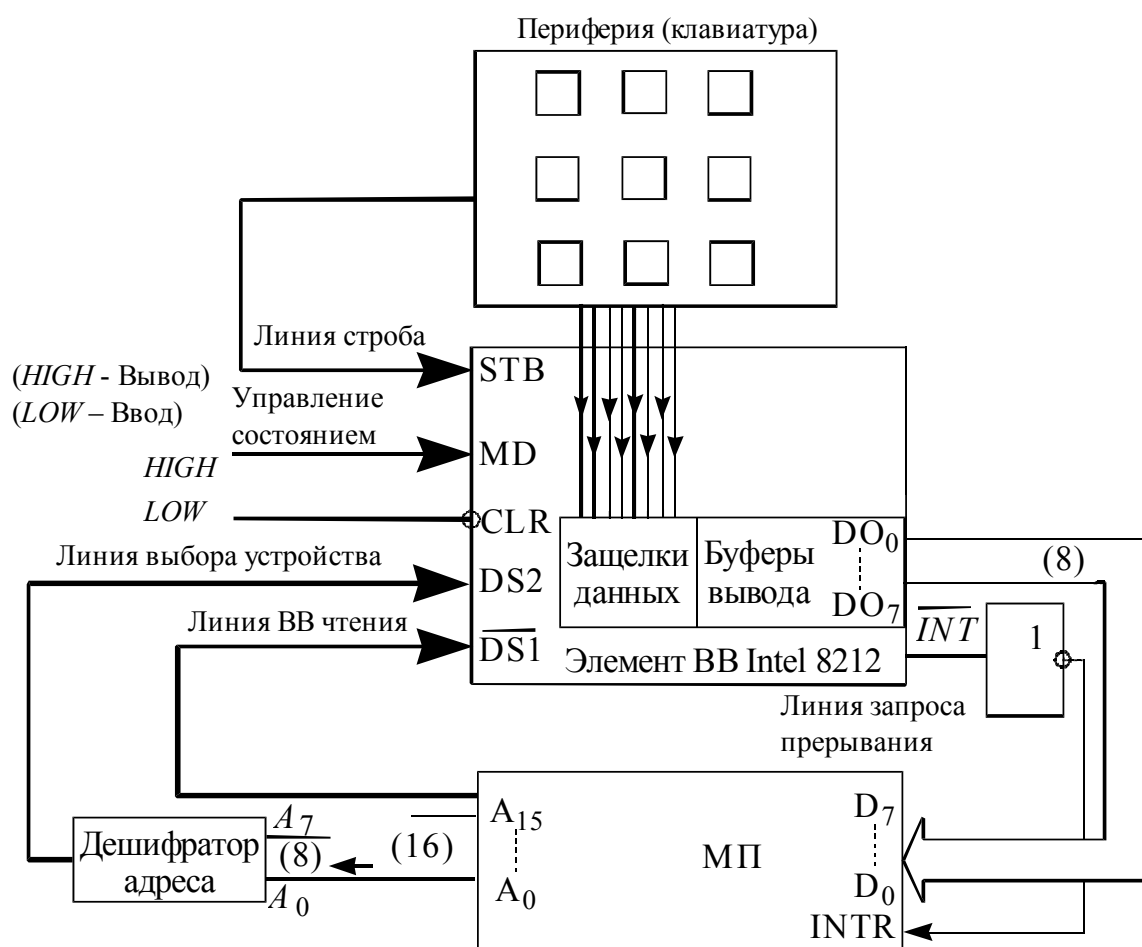 Периферия (клавиатура)
Линия строба
STB
(HIGH - Вывод)
(LOW – Ввод)
Управление
состоянием
MD
HIGH
LOW
CLR
Линия выбора устройства
DS2
Линия ВВ чтения
DS1
Защелки
данных
Буферы
вывода
DO0
DO7
(8)
INT
1
Элемент ВВ Intel 8212
Линия запроса
прерывания
Дешифратор
адреса
A7
(8)
A0
(16)
A15
A0
МП
D7
D0
INTR